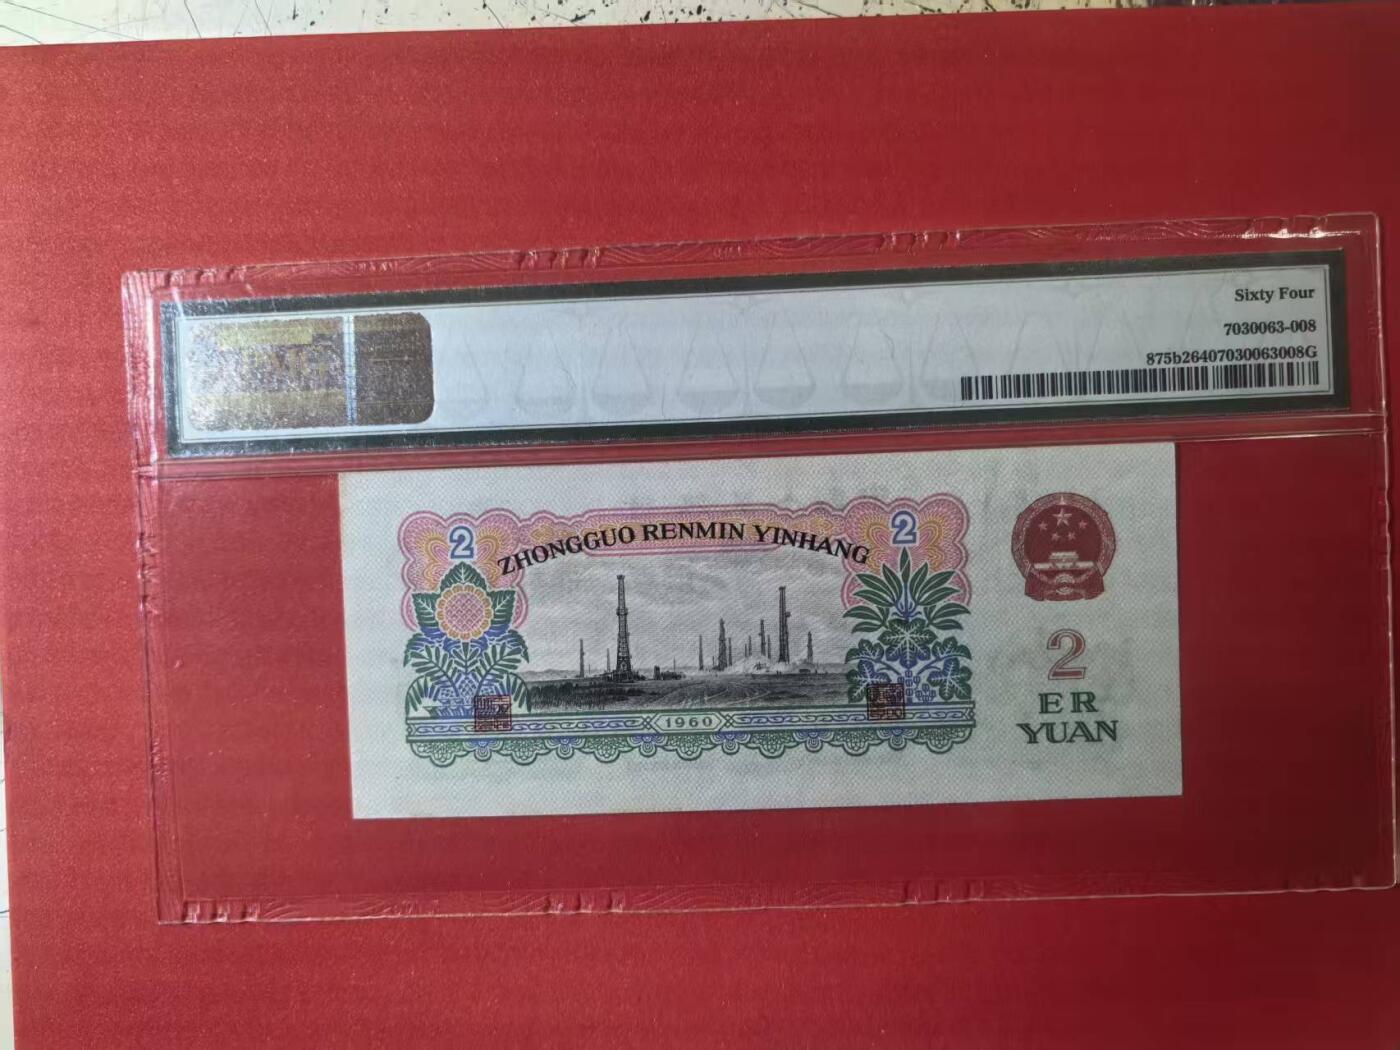 Sixty Four
7030063-008
875b26407030063008G
2
ZHONGGUO RENMIN YINHANG
2
2
ER
YUAN
1960